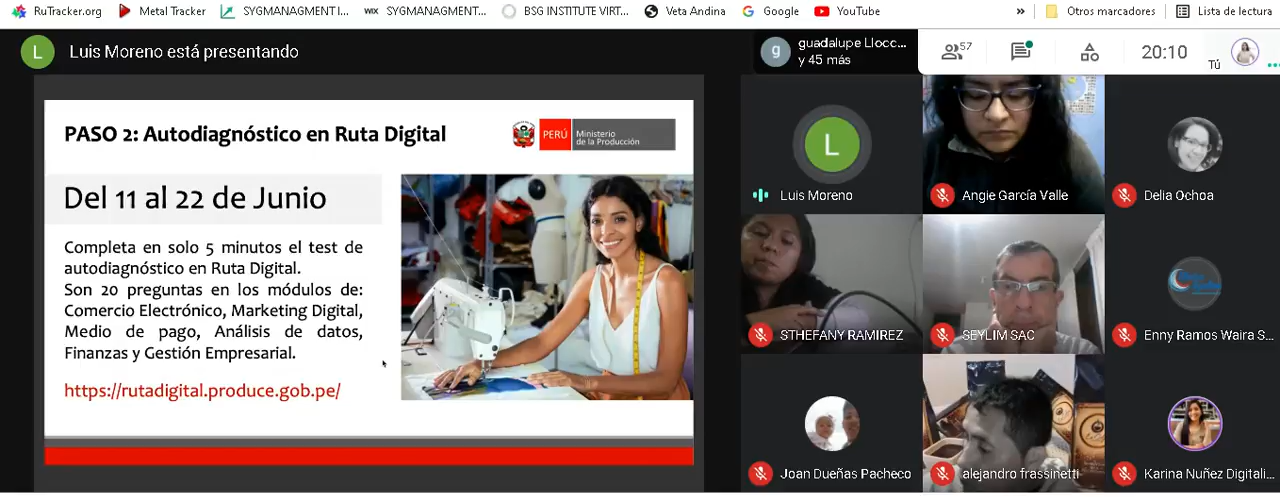 RuTracker.org
Metal Tracker
SYGMANAGMENT I...
WIX
SYGMANAGMENT...
BSG INSTITUTE VIRT...
Veta Andina
Google
YouTube
»
Otros marcadores
Lista de lectura
L
Luis Moreno está presentando
g
guadalupe Llocc...
y 45 más
57
20:10
Tú
PASO 2: Autodiagnóstico en Ruta Digital
PERÚ
Ministerio
de la Producción
Del 11 al 22 de Junio
Completa en solo 5 minutos el test de
autodiagnóstico en Ruta Digital.
Son 20 preguntas en los módulos de:
Comercio Electrónico, Marketing Digital,
Medio de pago, Análisis de datos,
Finanzas y Gestión Empresarial.
https://rutadigital.produce.gob.pe/
L
Luis Moreno
Angie García Valle
Delia Ochoa
STHEFANY RAMIREZ
SEYLIM SAC
Enny Ramos Waira S...
Joan Dueñas Pacheco
alejandro frassinetti
Karina Nuñez Digitali...